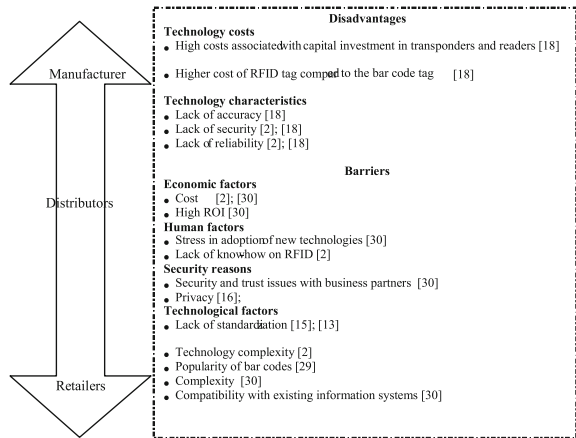 Disadvantages
Technology costs
• High costs associated with capital investment in transponders and readers [18]
Manufacturer
• Higher cost of RFID tag compared to the bar code tag [18]
Technology characteristics
• Lack of accuracy [18]
• Lack of security [2]; [18]
• Lack of reliability [2]; [18]
Barriers
Economic factors
Distributors
• Cost [2]; [30]
• High ROI [30]
Human factors
• Stress in adoption of new technologies [30]
• Lack of know-how on RFID [2]
Security reasons
• Security and trust issues with business partners [30]
• Privacy [16];
Technological factors
• Lack of standardization [15]; [13]
• Technology complexity [2]
• Popularity of bar codes [29]
Retailers
• Complexity [30]
• Compatibility with existing information systems [30]